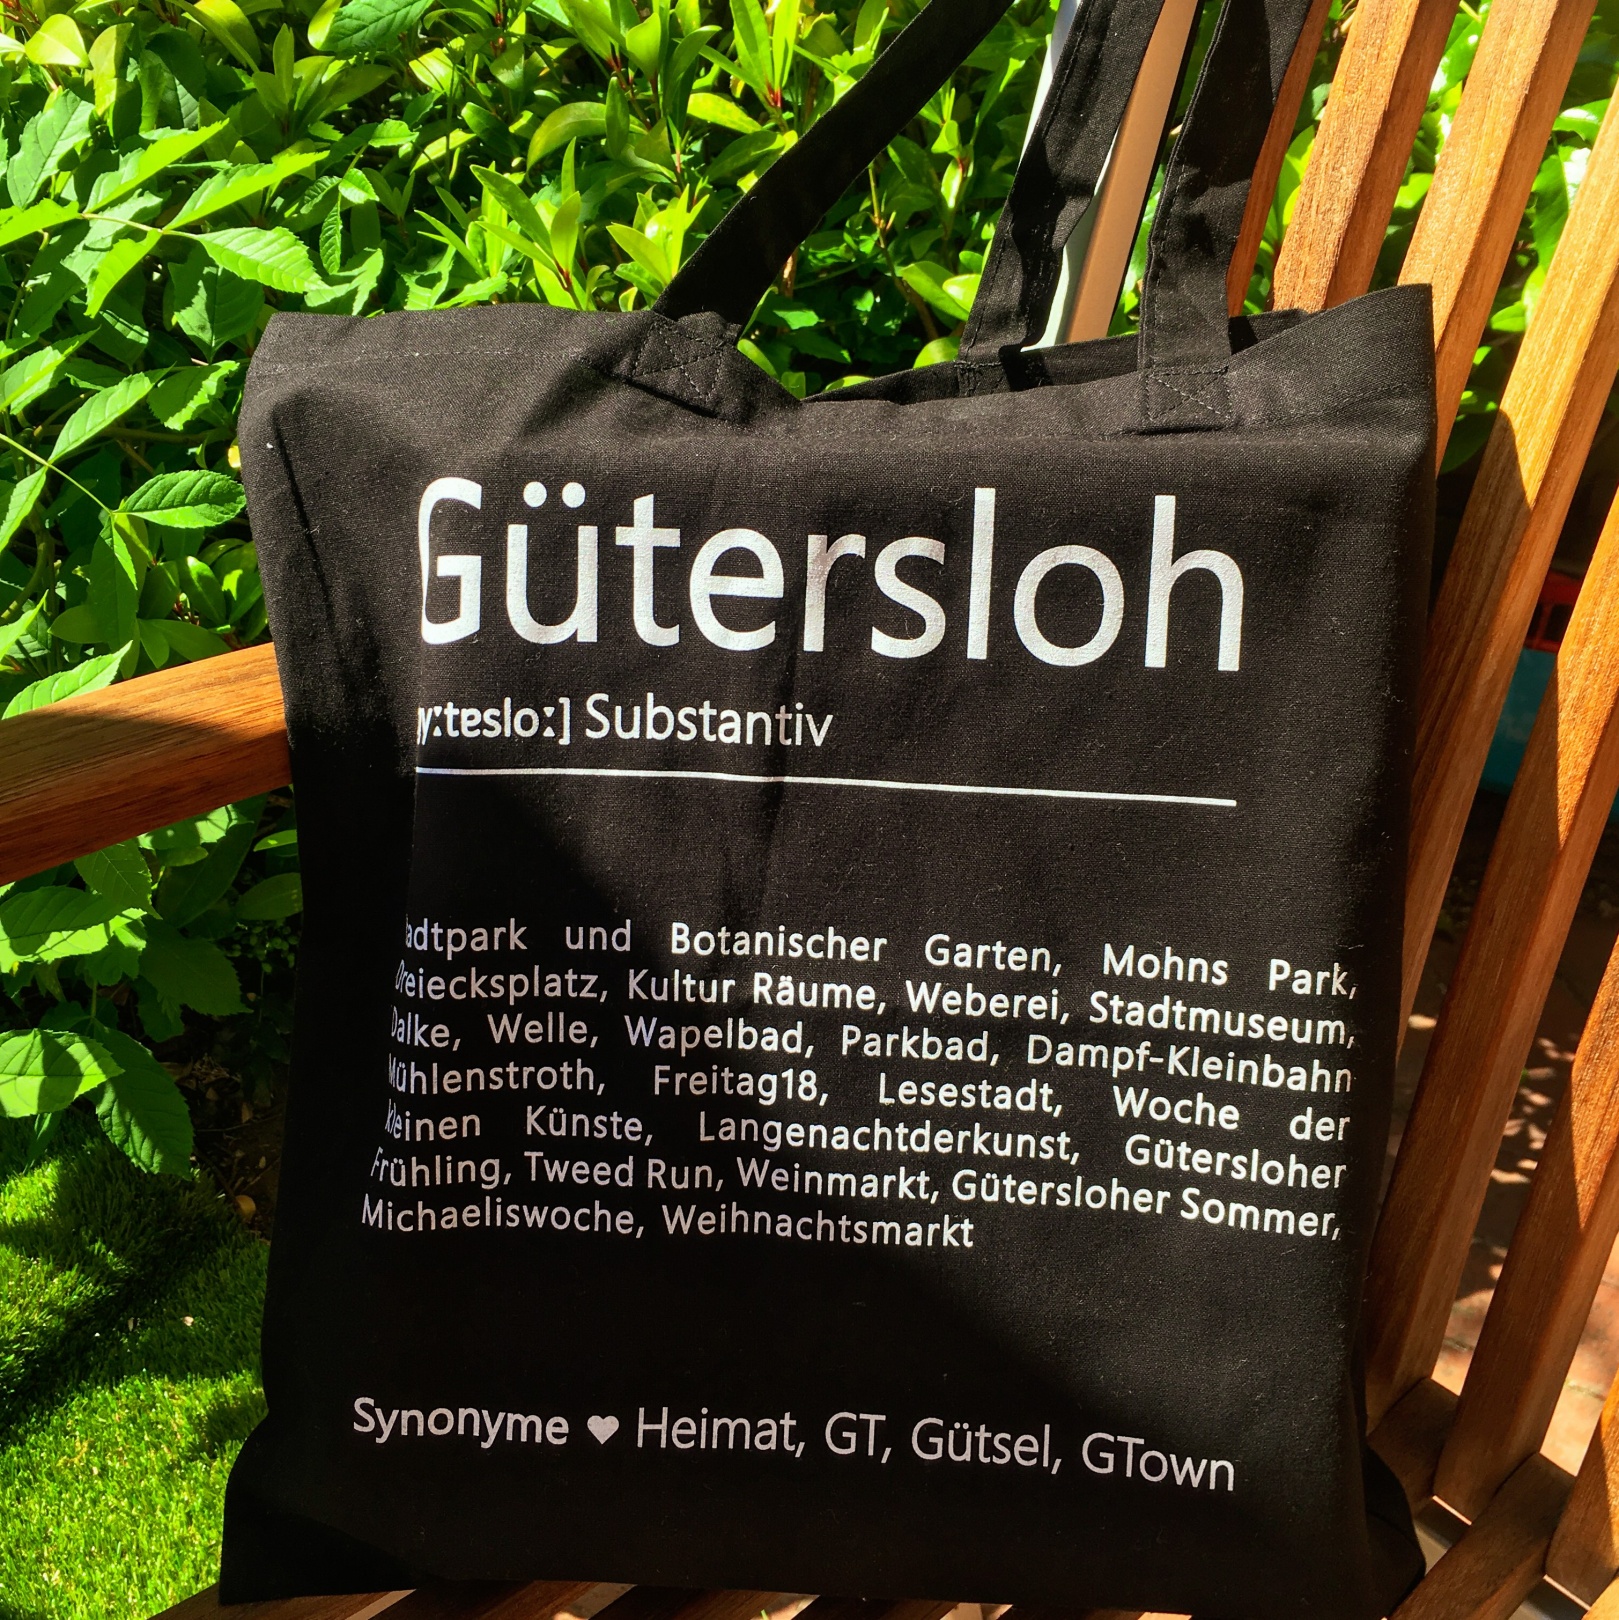 Gütersloh
y:tɐslo:] Substantiv
adtpark und Botanischer Garten, Mohns Park,
Dreiecksplatz, Kultur Räume, Weberei, Stadtmuseum,
Dalke, Welle, Wapelbad, Parkbad, Dampf-Kleinbahn
Mühlenstroth, Freitag18, Lesestadt, Woche der
kleinen Künste, Langenachtderkunst, Gütersloher
Frühling, Tweed Run, Weinmarkt, Gütersloher Sommer,
Michaeliswoche, Weihnachtsmarkt
Synonyme ♥ Heimat, GT, Gütsel, GTown